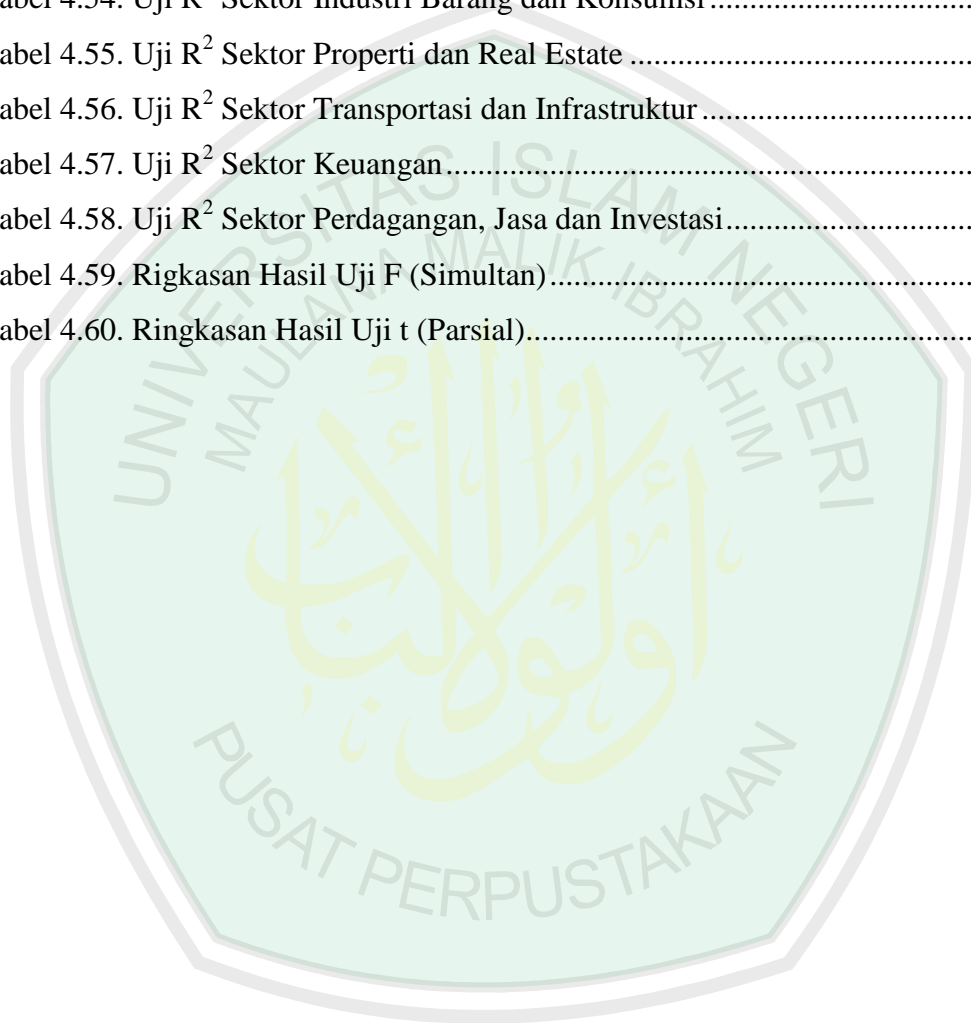 abel 4.54. Uji R² Sektor Industri Barang dan Konsumsi
abel 4.55. Uji R² Sektor Properti dan Real Estate
abel 4.56. Uji R² Sektor Transportasi dan Infrastruktur
abel 4.57. Uji R² Sektor Keuangan
abel 4.58. Uji R² Sektor Perdagangan, Jasa dan Investasi
abel 4.59. Rigkasan Hasil Uji F (Simultan)
abel 4.60. Ringkasan Hasil Uji t (Parsial)
UNIVERSITAS ISLAM NEGERI
MAULANA MALIK IBRAHIM
PUSAT PERPUSTAKAAN